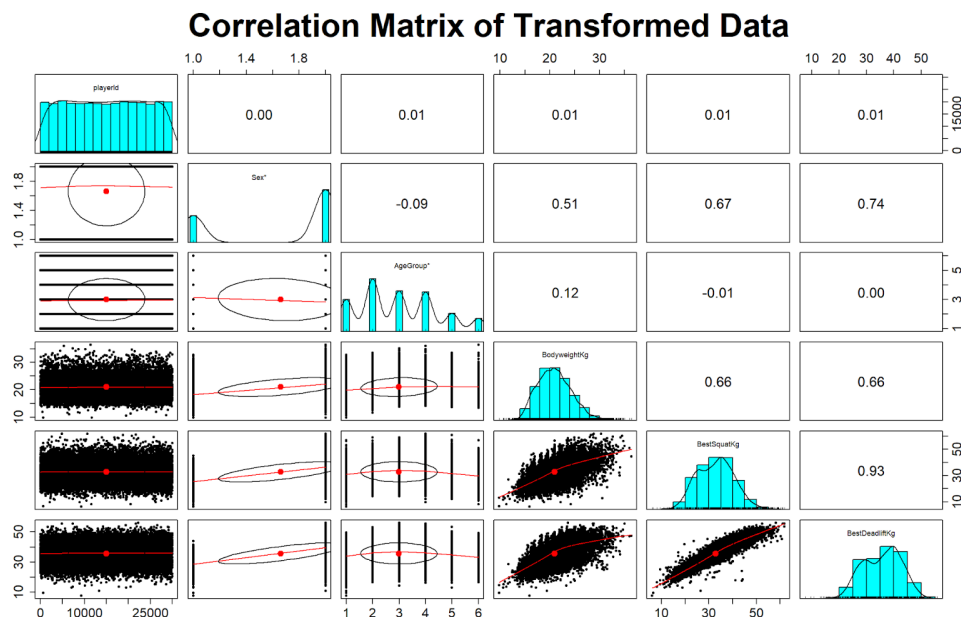 Correlation Matrix of Transformed Data
1.0 1.4 1.8
10 20 30
10 20 30 40 50
playerId
0.00
0.01
0.01
0.01
0.01
0 15000
1.0 1.4 1.8
Sex*
-0.09
0.51
0.67
0.74
AgeGroup*
0.12
-0.01
0.00
1 3 5
10 20 30
BodyweightKg
0.66
0.66
BestSquatKg
0.93
10 30 50
10 30 50
BestDeadliftKg
0 10000 25000
1 2 3 4 5 6
10 30 50